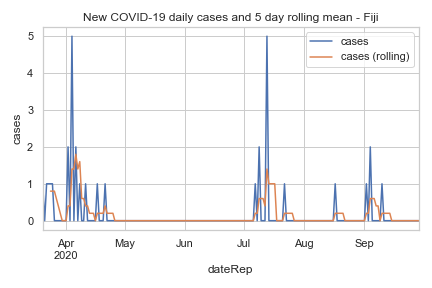 New COVID-19 daily cases and 5 day rolling mean - Fiji
cases
cases (rolling)
cases
5
4
3
2
1
0
Apr
2020
May
Jun
Jul
Aug
Sep
dateRep